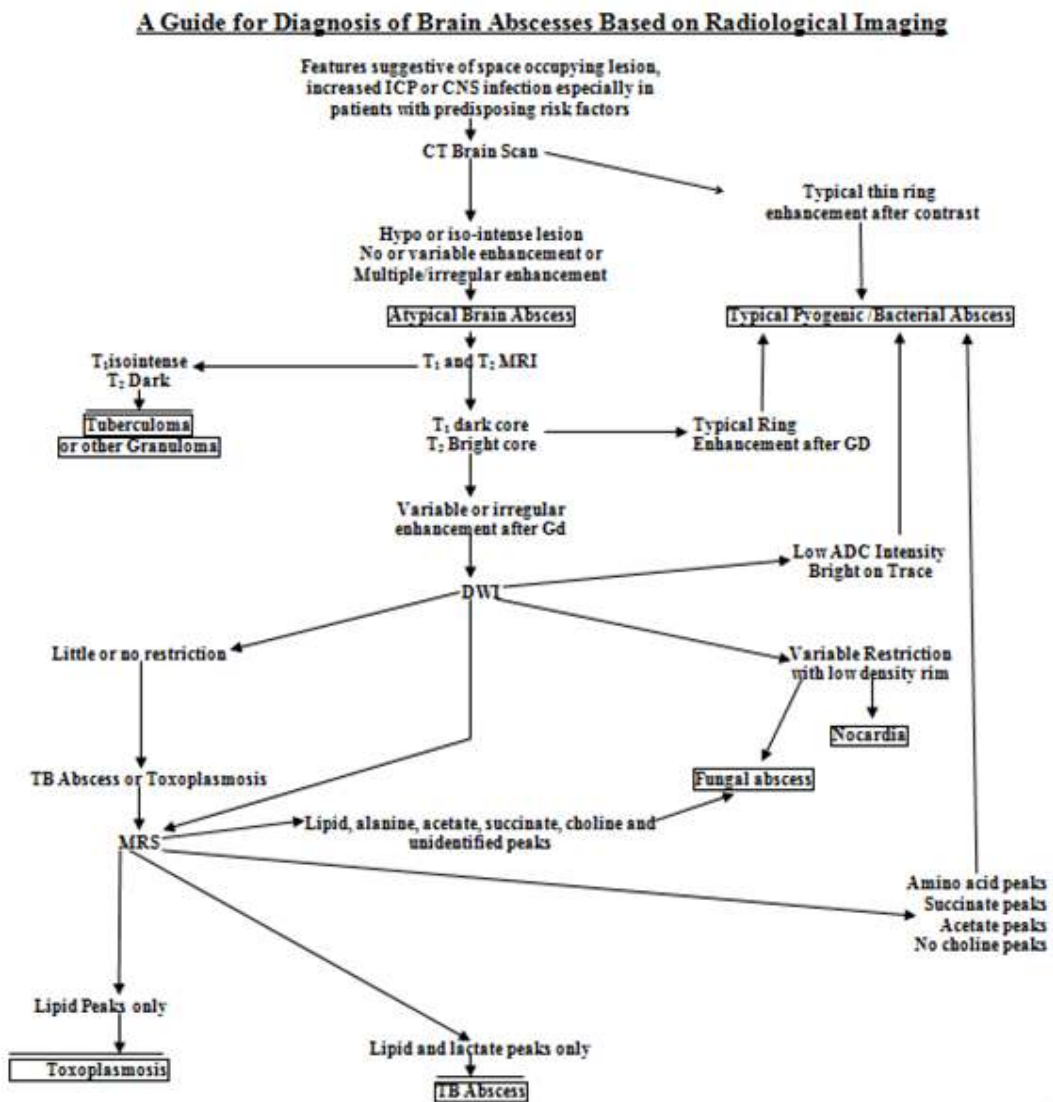 A Guide for Diagnosis of Brain Abscesses Based on Radiological Imaging
Features suggestive of space occupying lesion,
increased ICP or CNS infection especially in
patients with predisposing risk factors
CT Brain Scan
Typical thin ring
enhancement after contrast
Hypo or iso-intense lesion
No or variable enhancement or
Multiple/irregular enhancement
Atypical Brain Abscess
Typical Pyogenic /Bacterial Abscess
T₁isointense
T₂ Dark
T₁ and T₂ MRI
Tuberculoma
or other Granuloma
T₁ dark core
T₂ Bright core
Typical Ring
Enhancement after GD
Variable or irregular
enhancement after Gd
Low ADC Intensity
Bright on Trace
DWI
Little or no restriction
Variable Restriction
with low density rim
Nocardia
TB Abscess or Toxoplasmosis
Fungal abscess
MRS
Lipid, alanine, acetate, succinate, choline and
unidentified peaks
Amino acid peaks
Succinate peaks
Acetate peaks
No choline peaks
Lipid Peaks only
Toxoplasmosis
Lipid and lactate peaks only
TB Abscess